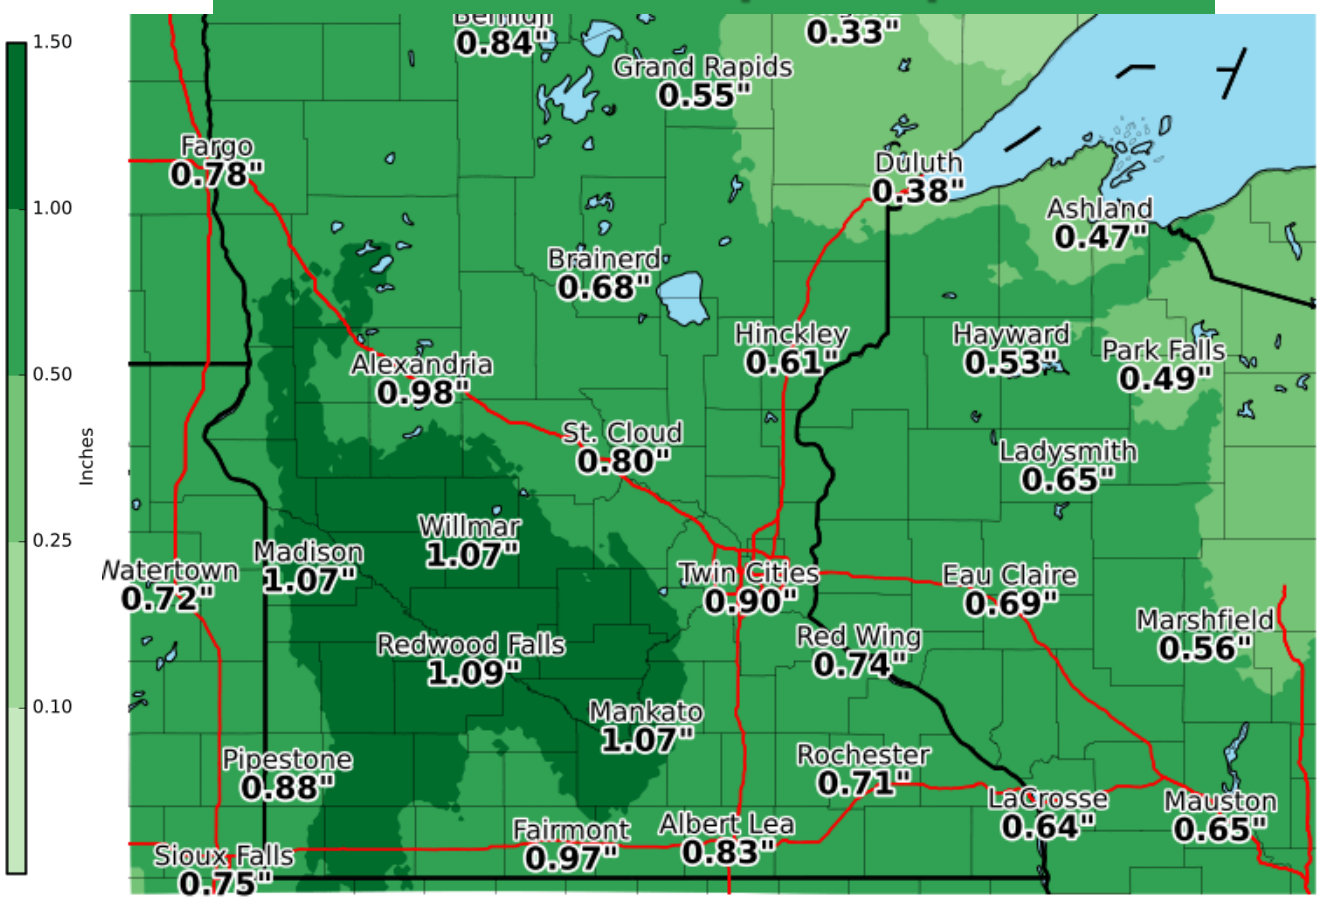 1.50
1.00
0.50
0.25
0.10
Inches
Bemidji
0.84"
0.33"
Grand Rapids
0.55"
Fargo
0.78"
Duluth
0.38"
Ashland
0.47"
Brainerd
0.68"
Hinckley
0.61"
Hayward
0.53"
Park Falls
0.49"
Alexandria
0.98"
St. Cloud
0.80"
Ladysmith
0.65"
Willmar
1.07"
Madison
1.07"
Watertown
0.72"
Twin Cities
0.90"
Eau Claire
0.69"
Redwood Falls
1.09"
Red Wing
0.74"
Marshfield
0.56"
Mankato
1.07"
Pipestone
0.88"
Rochester
0.71"
LaCrosse
0.64"
Mauston
0.65"
Fairmont
0.97"
Albert Lea
0.83"
Sioux Falls
0.75"